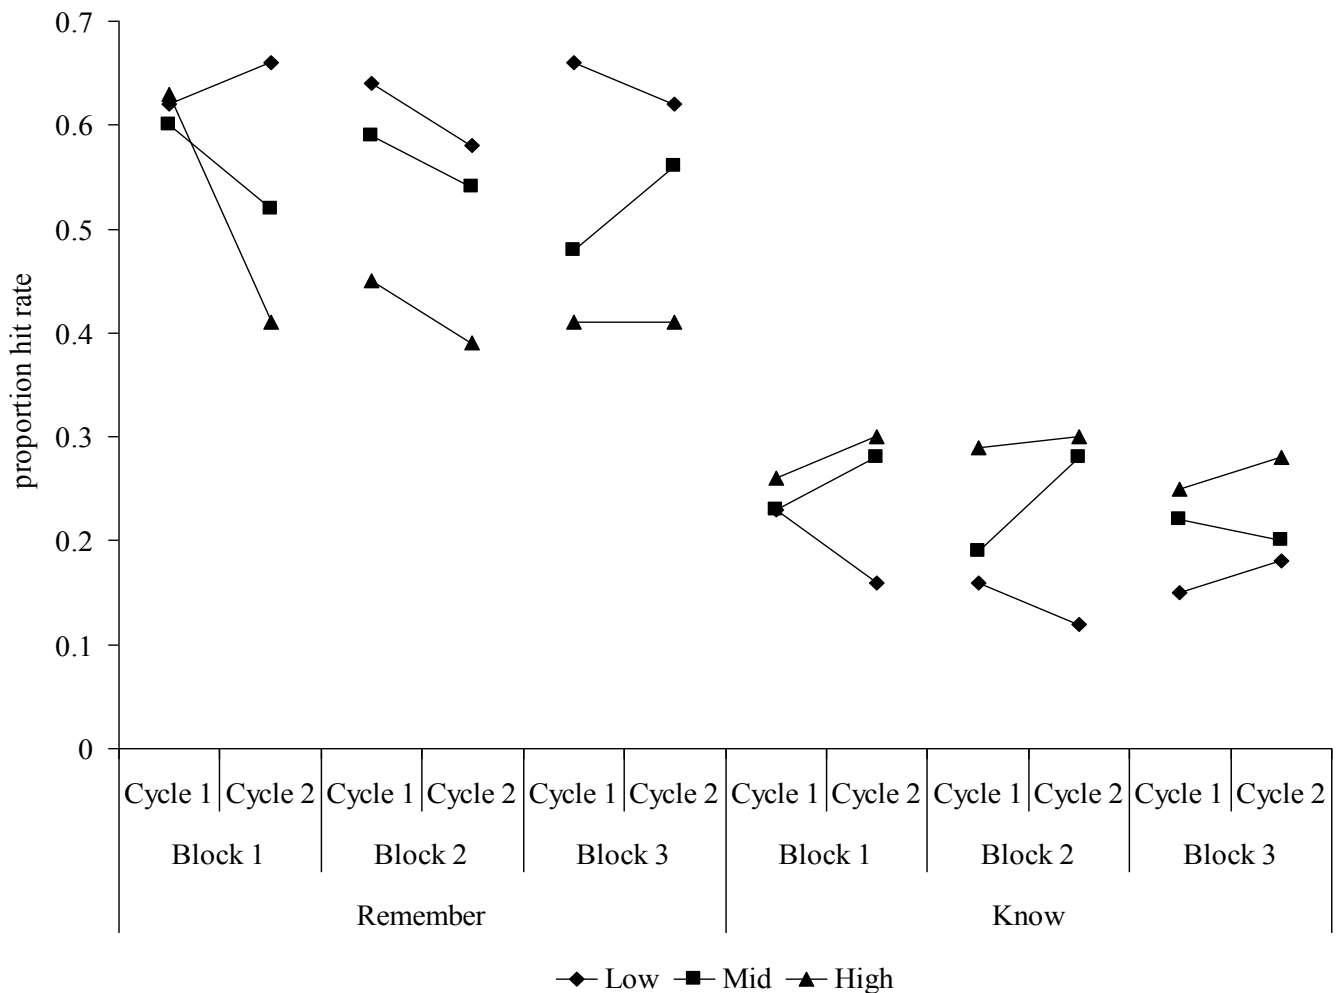 0.7
0.6
0.5
0.4
0.3
0.2
0.1
0
proportion hit rate
Cycle 1 Cycle 2 Cycle 1 Cycle 2 Cycle 1 Cycle 2 Cycle 1 Cycle 2 Cycle 1 Cycle 2 Cycle 1 Cycle 2
Block 1 Block 2 Block 3 Block 1 Block 2 Block 3
Remember Know
Low Mid High